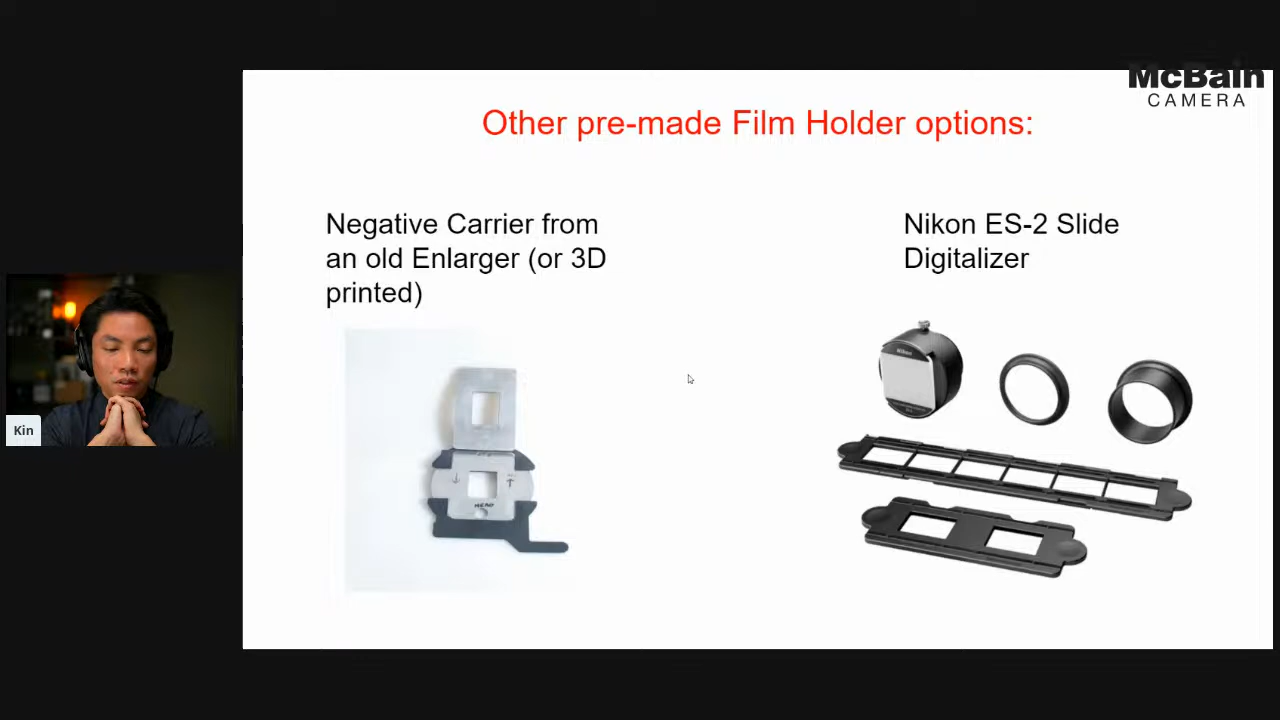 McBain
CAMERA
Other pre-made Film Holder options:
Negative Carrier from
an old Enlarger (or 3D
printed)
Nikon ES-2 Slide
Digitalizer
Nikon
Kin